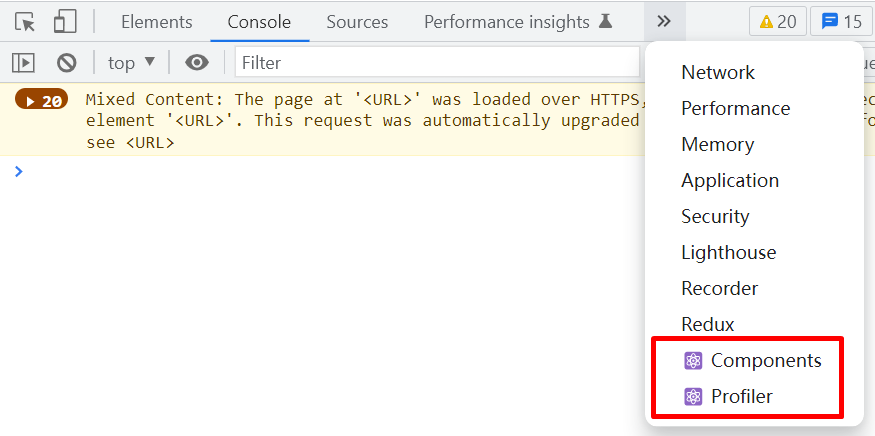 Elements Console Sources Performance insights 20 15
top Filter
20 Mixed Content: The page at '<URL>' was loaded over HTTPS,
element '<URL>'. This request was automatically upgraded
see <URL>
Network
Performance
Memory
Application
Security
Lighthouse
Recorder
Redux
Components
Profiler